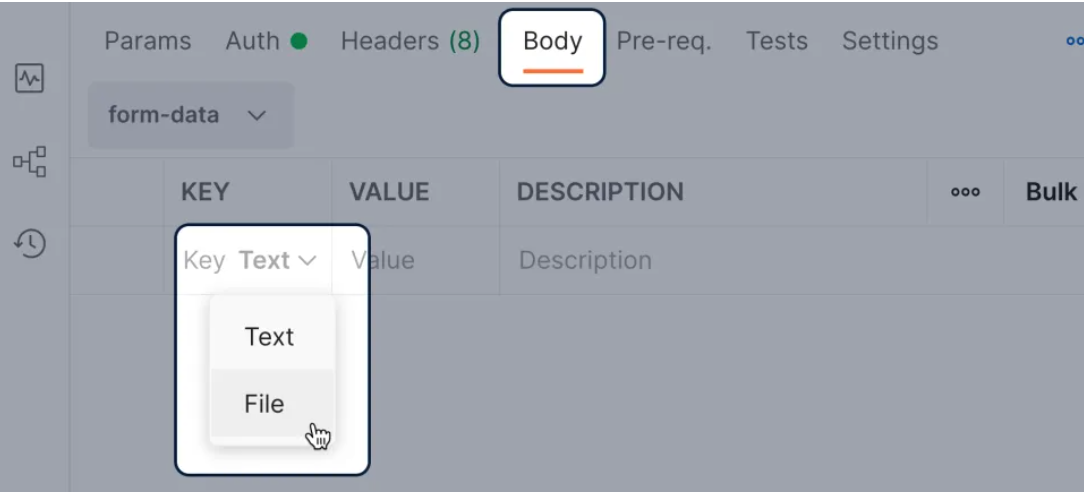 Params Auth Headers (8) Body Pre-req. Tests Settings
form-data
KEY VALUE DESCRIPTION Bulk
Key Text Value Description
Text
File